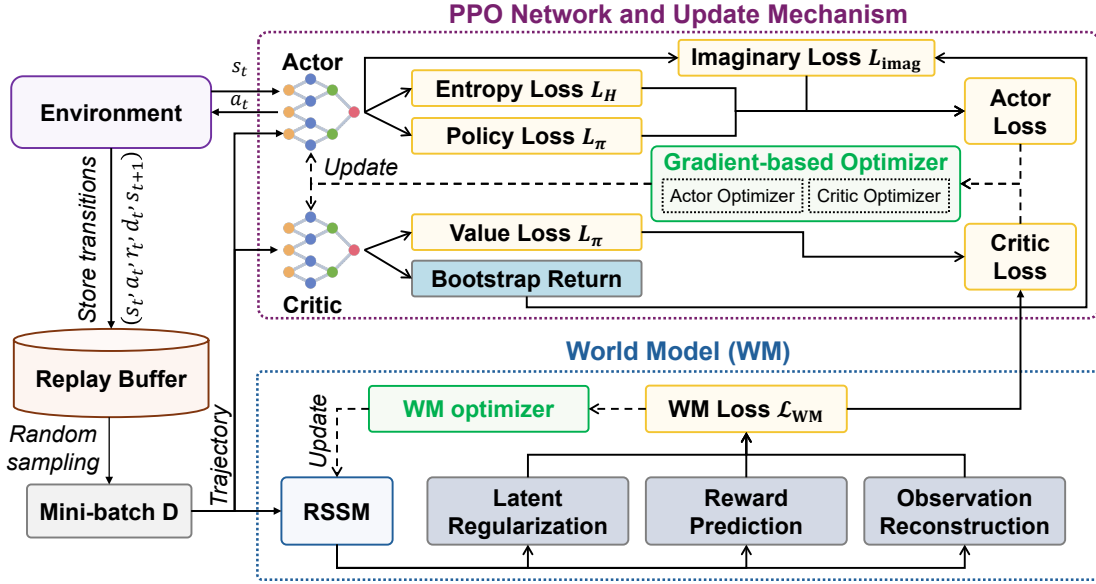 PPO Network and Update Mechanism
Actor
Imaginary Loss L_imag
s_t
a_t
Environment
Entropy Loss L_H
Policy Loss L_π
Actor
Loss
Update
Gradient-based Optimizer
Actor Optimizer
Critic Optimizer
Store transitions
(s_t, a_t, r_t, d_t, s_{t+1})
Value Loss L_π
Bootstrap Return
Critic
Loss
Critic
World Model (WM)
Replay Buffer
WM optimizer
WM Loss ℒ_WM
Random
sampling
Trajectory
Update
Mini-batch D
RSSM
Latent
Regularization
Reward
Prediction
Observation
Reconstruction